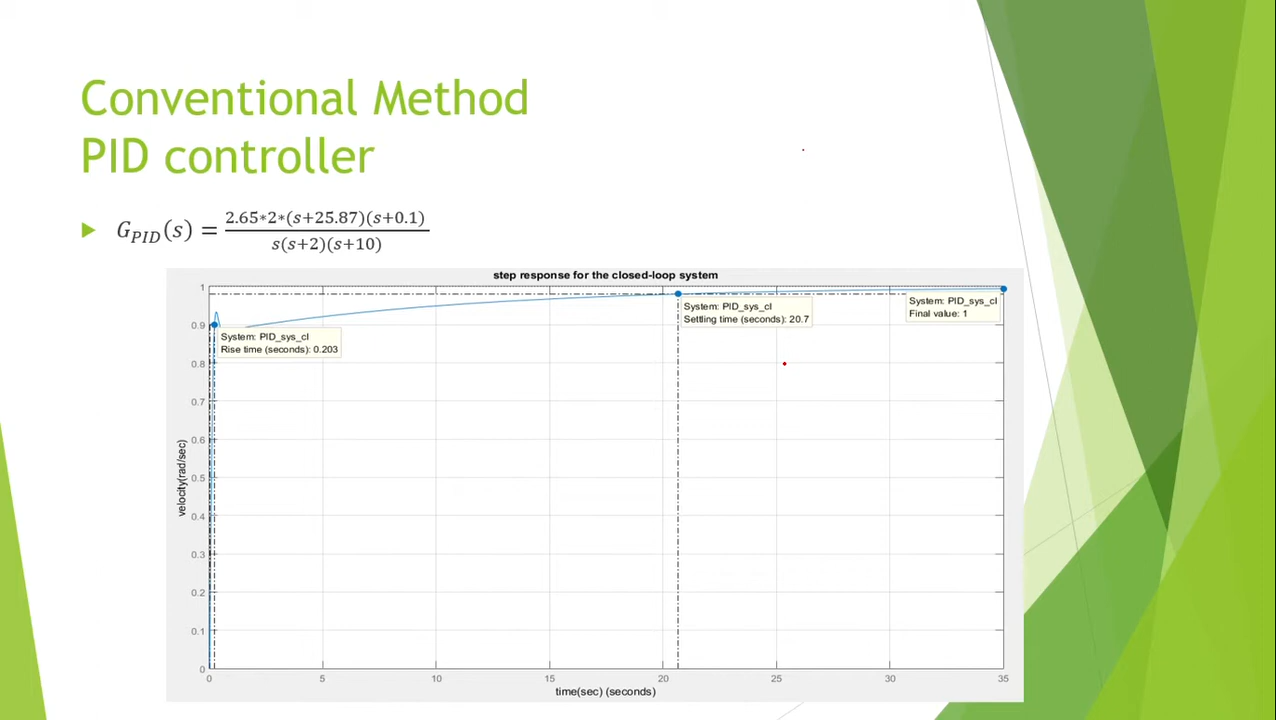 Conventional Method
PID controller
G_PID(s) = 2.65*2*(s+25.87)(s+0.1) / s(s+2)(s+10)
step response for the closed-loop system
System: PID_sys_cl
Rise time (seconds): 0.203
System: PID_sys_cl
Settling time (seconds): 20.7
System: PID_sys_cl
Final value: 1
velocity(rad/sec)
1
0.9
0.8
0.7
0.6
0.5
0.4
0.3
0.2
0.1
0
0 5 10 15 20 25 30 35
time(sec) (seconds)